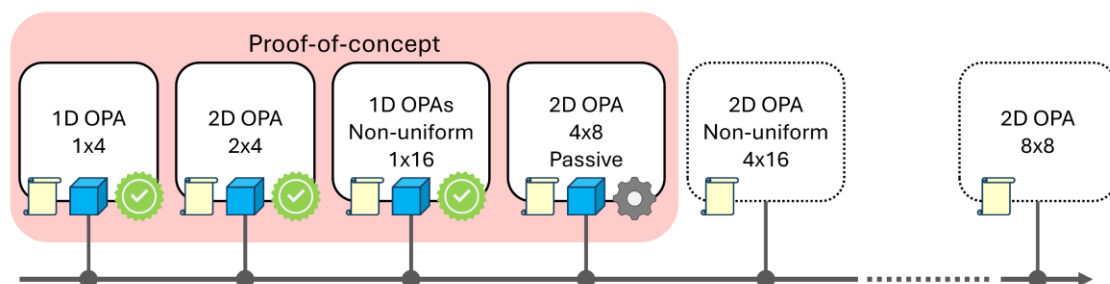 Proof-of-concept
1D OPA
1x4
2D OPA
2x4
1D OPAs
Non-uniform
1x16
2D OPA
4x8
Passive
2D OPA
Non-uniform
4x16
2D OPA
8x8